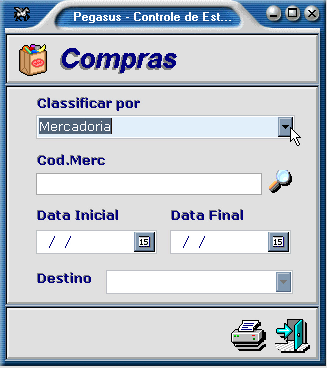 Pegasus - Controle de Est...
Compras
Classificar por
Mercadoria
Cod.Merc
Data Inicial Data Final
/ / 15 / / 15
Destino